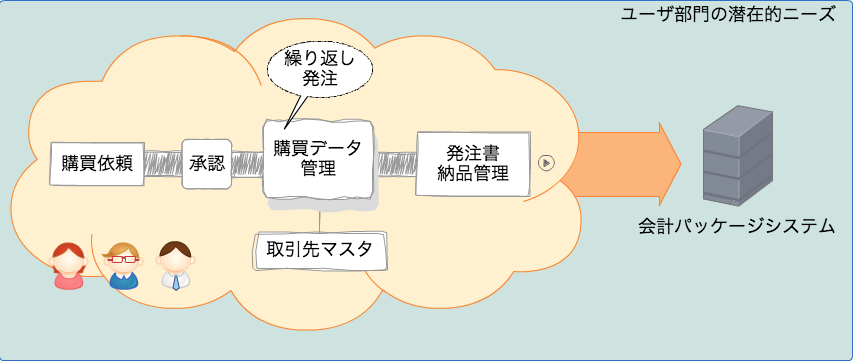 ユーザ部門の潜在的ニーズ
繰り返し
発注
購買依頼
承認
購買データ
管理
発注書
納品管理
取引先マスタ
会計パッケージシステム